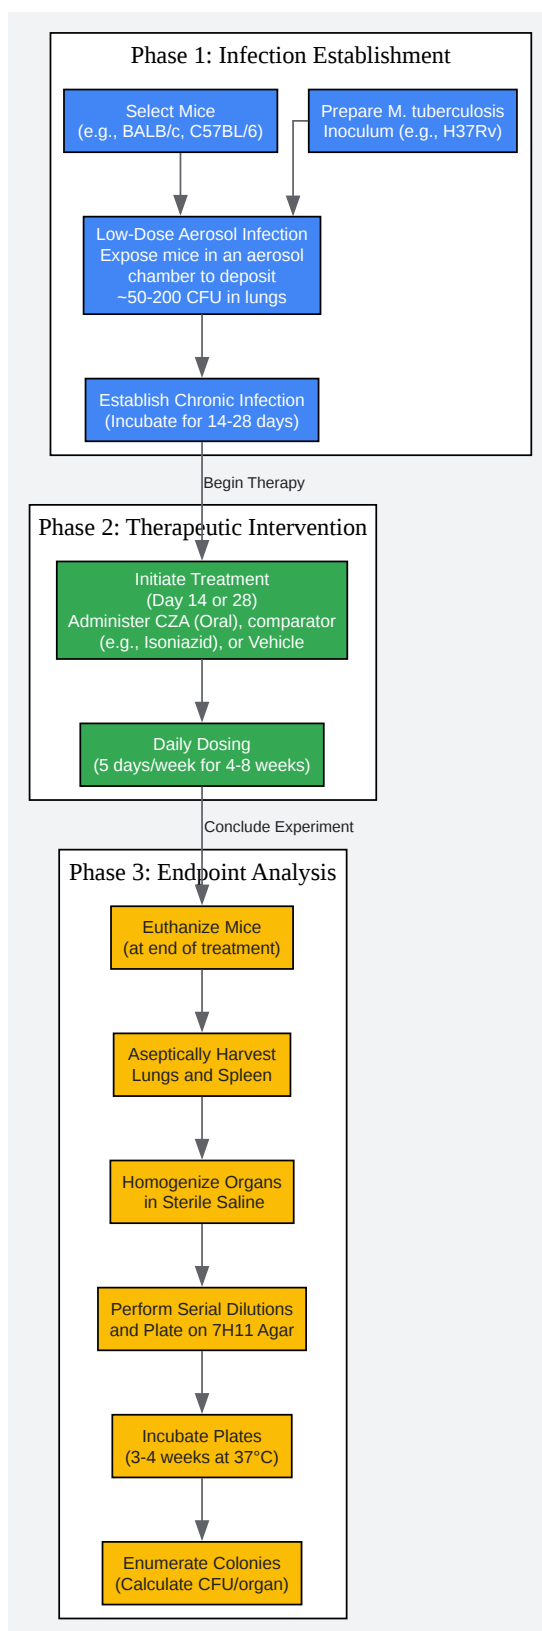 Phase 1: Infection Establishment
Select Mice
(e.g., BALB/c, C57BL/6)
Prepare M. tuberculosis
Inoculum (e.g., H37Rv)
Low-Dose Aerosol Infection
Expose mice in an aerosol
chamber to deposit
~50-200 CFU in lungs
Establish Chronic Infection
(Incubate for 14-28 days)
Begin Therapy
Phase 2: Therapeutic Intervention
Initiate Treatment
(Day 14 or 28)
Administer CZA (Oral), comparator
(e.g., Isoniazid), or Vehicle
Daily Dosing
(5 days/week for 4-8 weeks)
Conclude Experiment
Phase 3: Endpoint Analysis
Euthanize Mice
(at end of treatment)
Aseptically Harvest
Lungs and Spleen
Homogenize Organs
in Sterile Saline
Perform Serial Dilutions
and Plate on 7H11 Agar
Incubate Plates
(3-4 weeks at 37°C)
Enumerate Colonies
(Calculate CFU/organ)